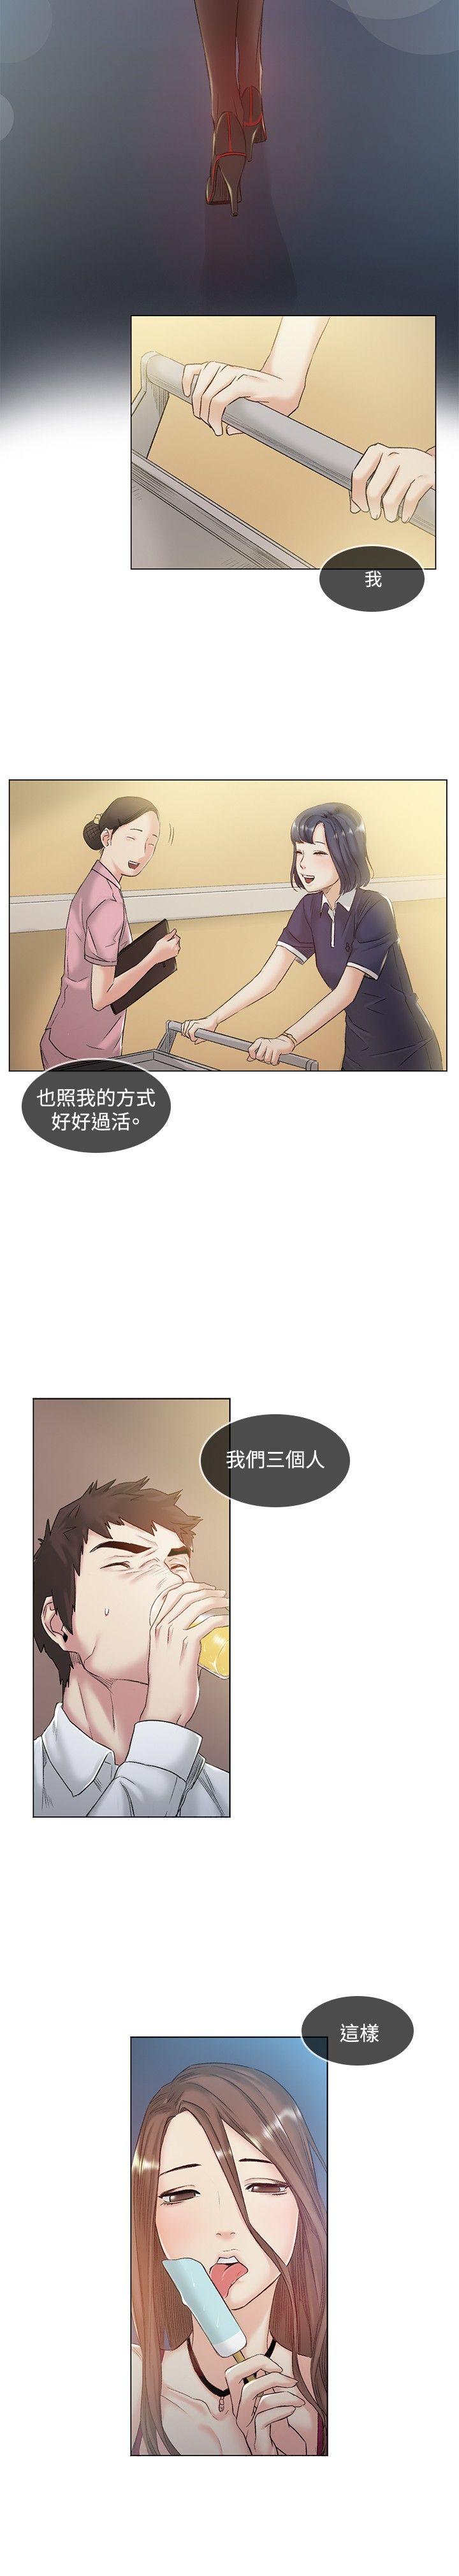 我
也照我的方式
好好過活。
我們三個人
這樣